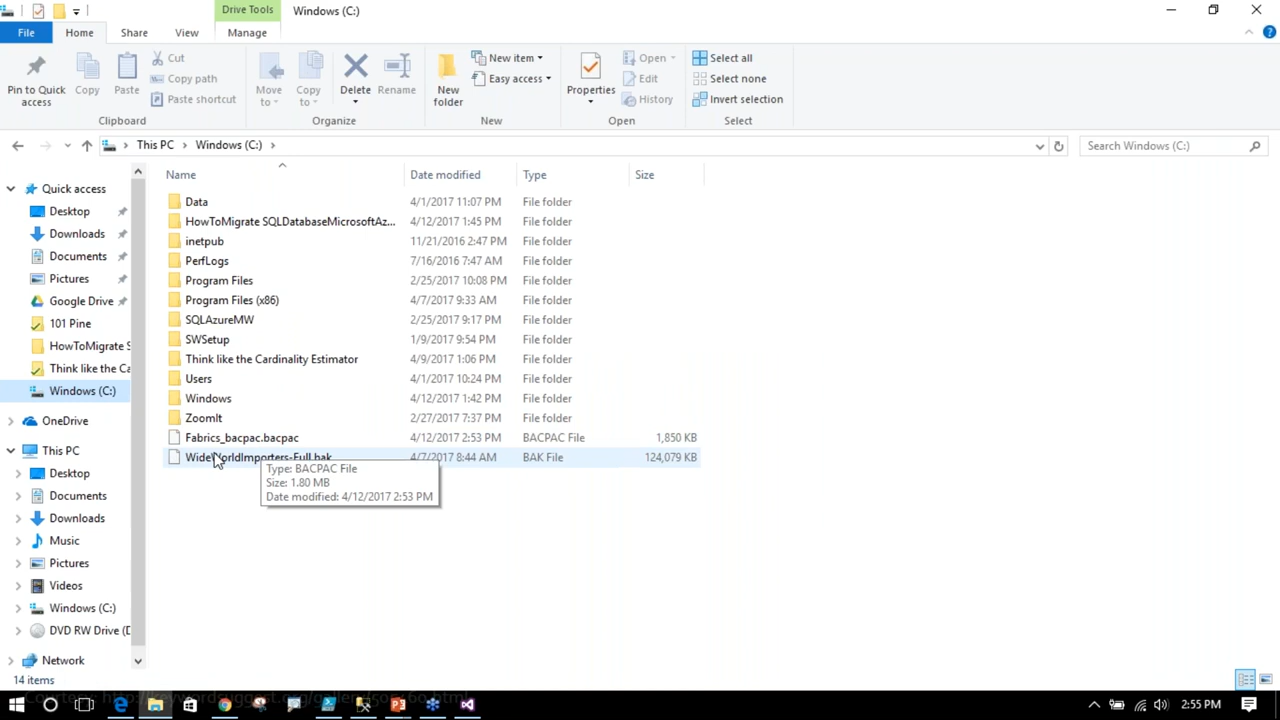 Drive Tools
Windows (C:)
File
Home
Share
View
Manage
Pin to Quick access
Copy
Paste
Cut
Copy path
Paste shortcut
Clipboard
Move to
Copy to
Delete
Rename
Organize
New folder
New item
Easy access
New
Properties
Open
Edit
History
Open
Select all
Select none
Invert selection
Select
This PC > Windows (C:) >
Search Windows (C:)
Name Date modified Type Size
Quick access
Desktop
Downloads
Documents
Pictures
Google Drive
101 Pine
HowToMigrate S
Think like the Ca
Windows (C:)
OneDrive
This PC
Desktop
Documents
Downloads
Music
Pictures
Videos
Windows (C:)
DVD RW Drive (D
Network
Data 4/1/2017 11:07 PM File folder
HowToMigrate SQLDatabaseMicrosoftAz... 4/12/2017 1:45 PM File folder
inetpub 11/21/2016 2:47 PM File folder
PerfLogs 7/16/2016 7:47 AM File folder
Program Files 2/25/2017 10:08 PM File folder
Program Files (x86) 4/7/2017 9:33 AM File folder
SQLAzureMW 2/25/2017 9:17 PM File folder
SWSetup 1/9/2017 9:54 PM File folder
Think like the Cardinality Estimator 4/9/2017 1:06 PM File folder
Users 4/1/2017 10:24 PM File folder
Windows 4/12/2017 1:42 PM File folder
ZoomIt 2/27/2017 7:37 PM File folder
Fabrics_bacpac.bacpac 4/12/2017 2:53 PM BACPAC File 1,850 KB
WideWorldImporters-Full.bak 4/7/2017 8:44 AM BAK File 124,079 KB
Type: BACPAC File
Size: 1.80 MB
Date modified: 4/12/2017 2:53 PM
14 items
2:55 PM